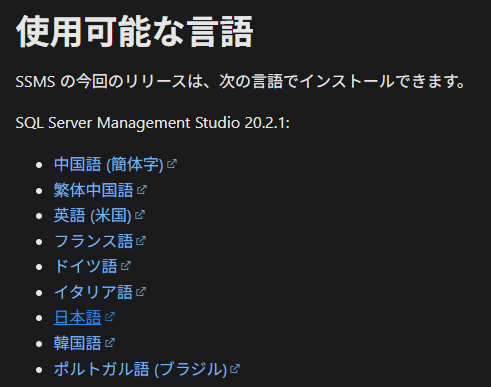 使用可能な言語
SSMS の今回のリリースは、次の言語でインストールできます。
SQL Server Management Studio 20.2.1:
中国語 (簡体字)
繁体中国語
英語 (米国)
フランス語
ドイツ語
イタリア語
日本語
韓国語
ポルトガル語 (ブラジル)